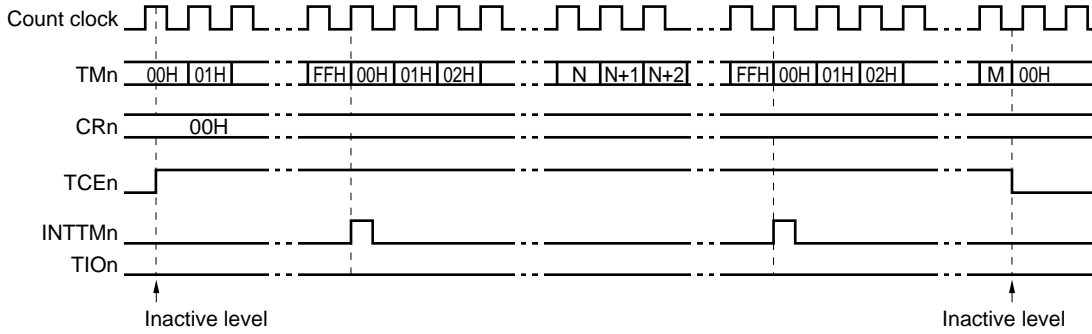 Count clock
TMn 00H 01H FFH 00H 01H 02H N N+1 N+2 FFH 00H 01H 02H M 00H
CRn 00H
TCEn
INTTMn
TIOn
Inactive level Inactive level